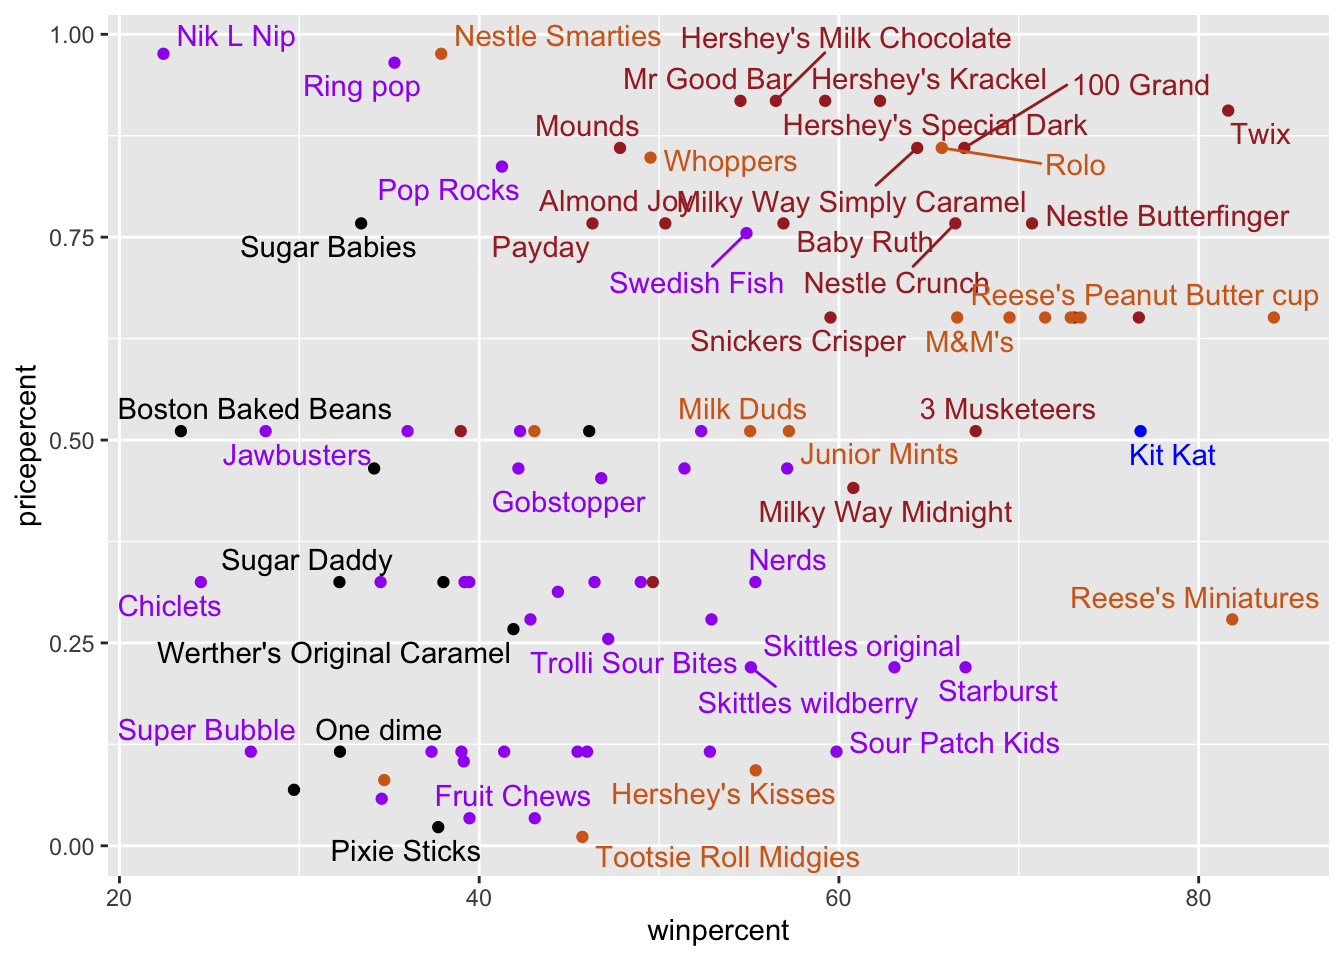 Nik L Nip
Nestle Smarties
Hershey's Milk Chocolate
1.00
Ring pop
Mr Good Bar
Hershey's Krackel
100 Grand
Mounds
Hershey's Special Dark
Twix
Whoppers
Rolo
Pop Rocks
Almond Joy
Milky Way Simply Caramel
Nestle Butterfinger
0.75
Sugar Babies
Payday
Baby Ruth
Swedish Fish
Nestle Crunch
Reese's Peanut Butter cup
Snickers Crisper
M&M's
pricepercent
Boston Baked Beans
Milk Duds
3 Musketeers
0.50
Jawbusters
Junior Mints
Kit Kat
Gobstopper
Milky Way Midnight
Sugar Daddy
Nerds
Chiclets
Reese's Miniatures
0.25
Werther's Original Caramel
Trolli Sour Bites
Skittles original
Starburst
Skittles wildberry
Super Bubble
One dime
Sour Patch Kids
Fruit Chews
Hershey's Kisses
0.00
Pixie Sticks
Tootsie Roll Midgies
20
40
60
80
winpercent